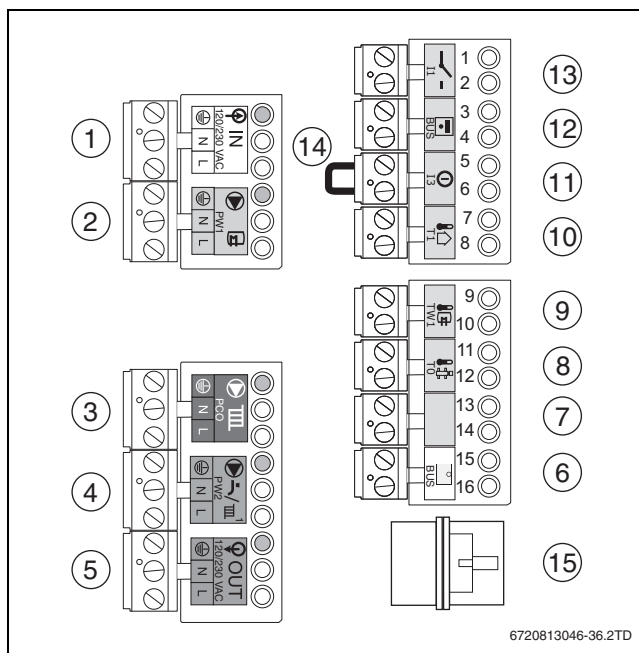 1
120/230 VAC
IN
N
L
2
PW1
N
L
3
PCO
N
L
4
PW2
1
N
L
5
120/230 VAC
OUT
N
L
14
I1
1
2
13
BUS
3
4
12
I3
5
6
11
T1
7
8
10
TW1
9
10
9
T0
11
12
8
13
14
7
BUS
15
16
6
15
6720813046-36.2TD